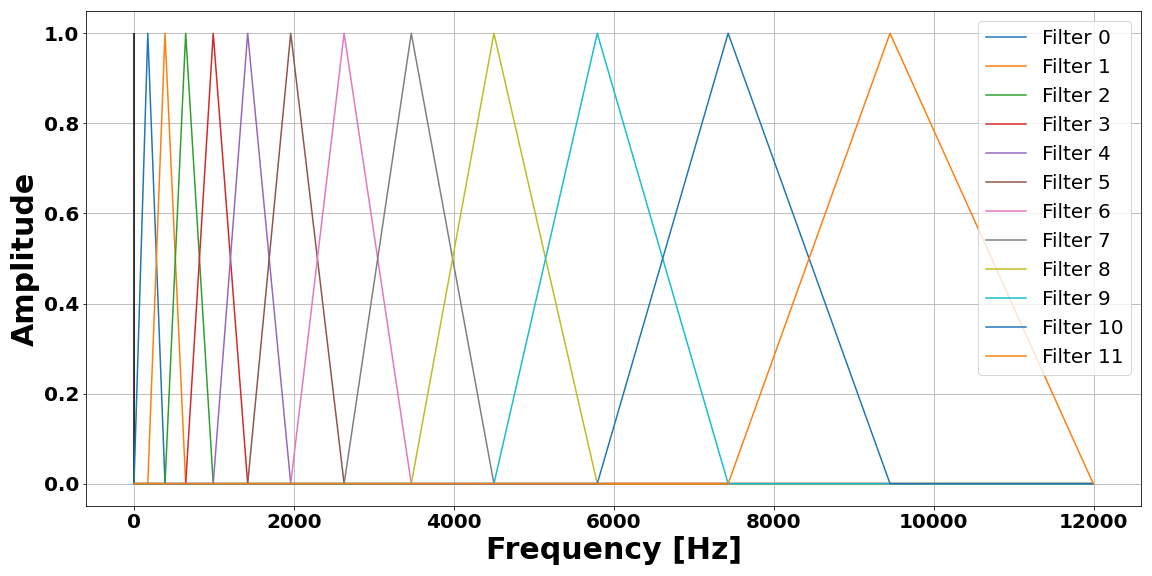 1.0
0.8
0.6
0.4
0.2
0.0
Amplitude
0 2000 4000 6000 8000 10000 12000
Frequency [Hz]
Filter 0
Filter 1
Filter 2
Filter 3
Filter 4
Filter 5
Filter 6
Filter 7
Filter 8
Filter 9
Filter 10
Filter 11